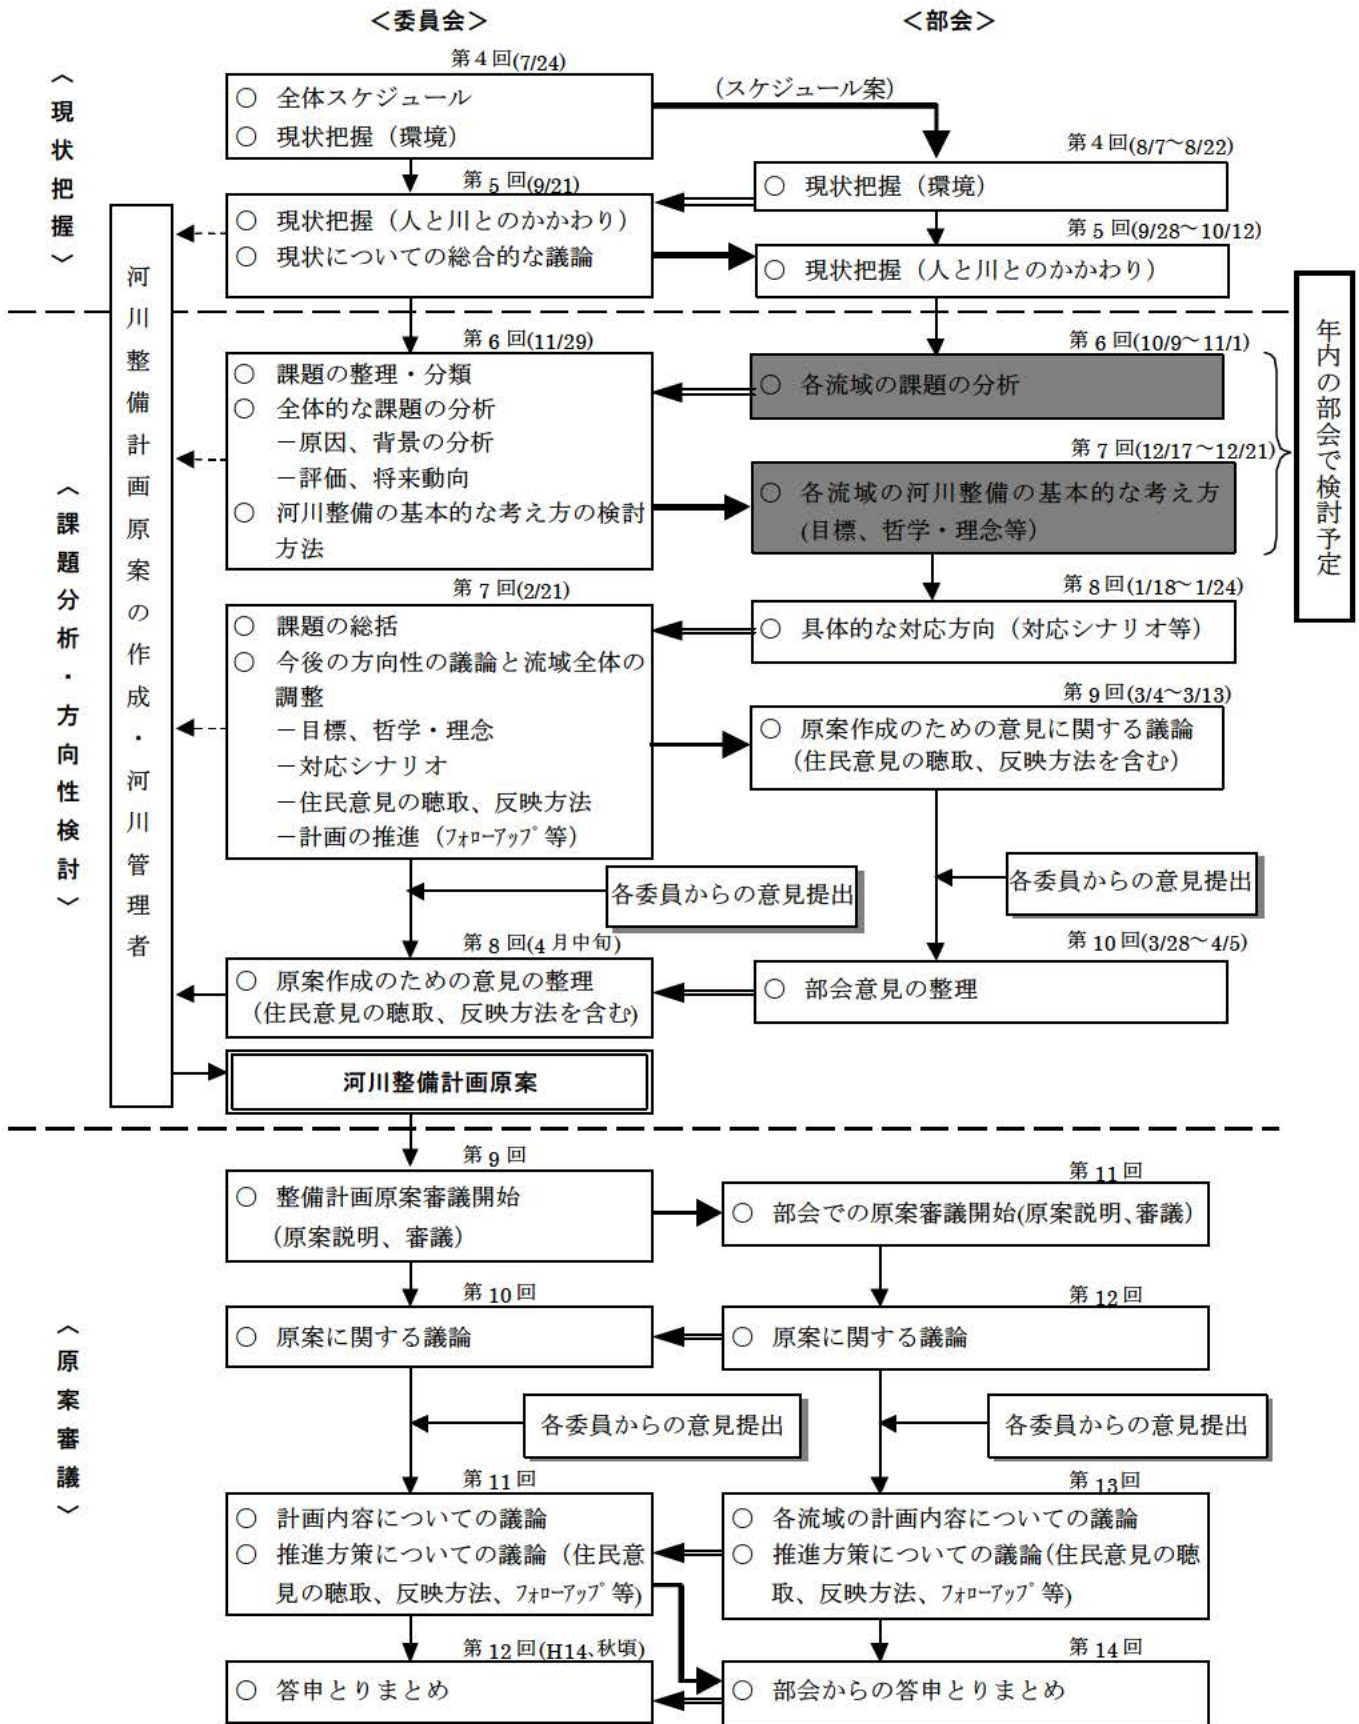 ＜委員会＞
＜部会＞
〈現状把握〉
第４回(7/24)
○ 全体スケジュール
○ 現状把握（環境）
(スケジュール案)
第４回(8/7～8/22)
○ 現状把握（環境）
第 5 回(9/21)
○ 現状把握（人と川とのかかわり）
○ 現状についての総合的な議論
第 5 回(9/28～10/12)
○ 現状把握（人と川とのかかわり）
河川整備計画原案の作成・河川管理者
年内の部会で検討予定
〈課題分析・方向性検討〉
第 6 回(11/29)
○ 課題の整理・分類
○ 全体的な課題の分析
－原因、背景の分析
－評価、将来動向
○ 河川整備の基本的な考え方の検討
方法
第 6 回(10/9～11/1)
○ 各流域の課題の分析
第 7 回(12/17～12/21)
○ 各流域の河川整備の基本的な考え方
(目標、哲学・理念等）
第 7 回(2/21)
○ 課題の総括
○ 今後の方向性の議論と流域全体の
調整
－目標、哲学・理念
－対応シナリオ
－住民意見の聴取、反映方法
－計画の推進（ﾌｫﾛｰｱｯﾌﾟ等）
第 8 回(1/18～1/24)
○ 具体的な対応方向（対応シナリオ等）
第 9 回(3/4～3/13)
○ 原案作成のための意見に関する議論
（住民意見の聴取、反映方法を含む）
各委員からの意見提出
各委員からの意見提出
第 8 回(4 月中旬)
○ 原案作成のための意見の整理
（住民意見の聴取、反映方法を含む)
第 10 回(3/28～4/5)
○ 部会意見の整理
河川整備計画原案
〈原案審議〉
第 9 回
○ 整備計画原案審議開始
(原案説明、審議）
第 11 回
○ 部会での原案審議開始(原案説明、審議）
第 10 回
○ 原案に関する議論
第 12 回
○ 原案に関する議論
各委員からの意見提出
各委員からの意見提出
第 11 回
○ 計画内容についての議論
○ 推進方策についての議論（住民意
見の聴取、反映方法、ﾌｫﾛｰｱｯﾌﾟ等)
第 13回
○ 各流域の計画内容についての議論
○ 推進方策についての議論(住民意見の聴
取、反映方法、ﾌｫﾛｰｱｯﾌﾟ等)
第 12 回(H14、秋頃)
○ 答申とりまとめ
第 14 回
○ 部会からの答申とりまとめ